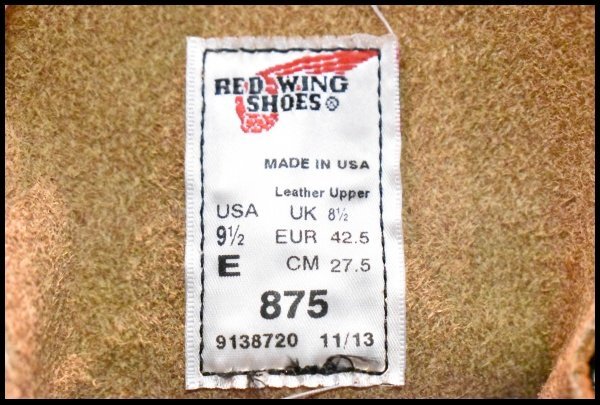 RED WING
SHOES®
MADE IN USA
Leather Upper
USA UK 8½
9½ EUR 42.5
E CM 27.5
875
9138720 11/13